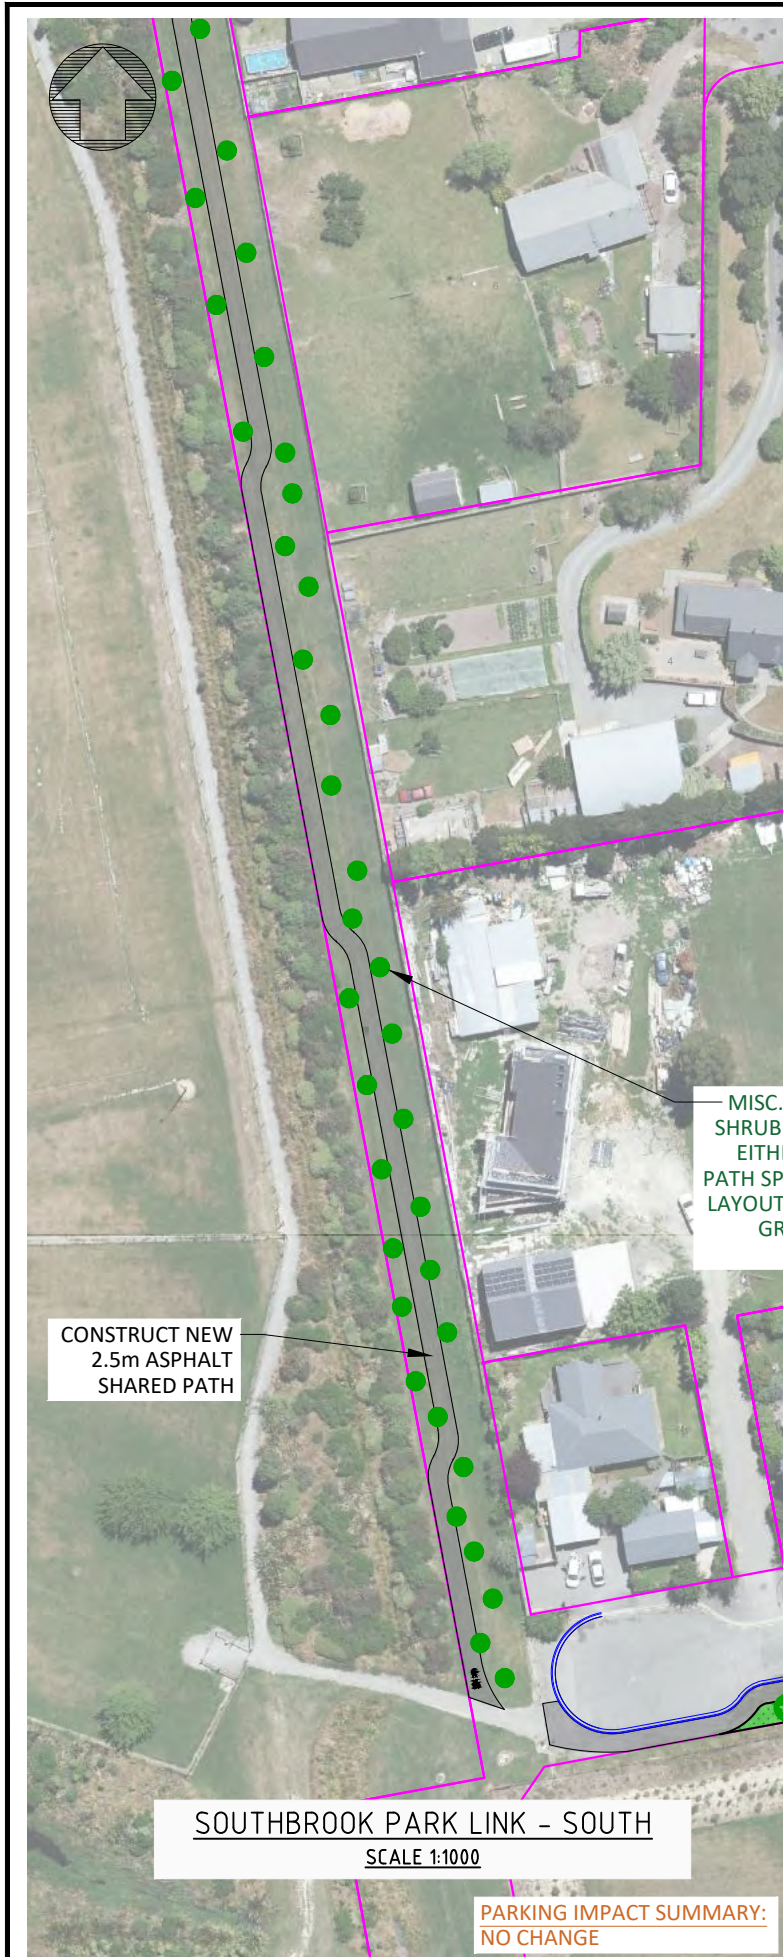 MISC.
SHRUB
EITH
PATH SP
LAYOUT
GR
CONSTRUCT NEW
2.5m ASPHALT
SHARED PATH
4
SOUTHBROOK PARK LINK - SOUTH
SCALE 1:1000
PARKING IMPACT SUMMARY:
NO CHANGE